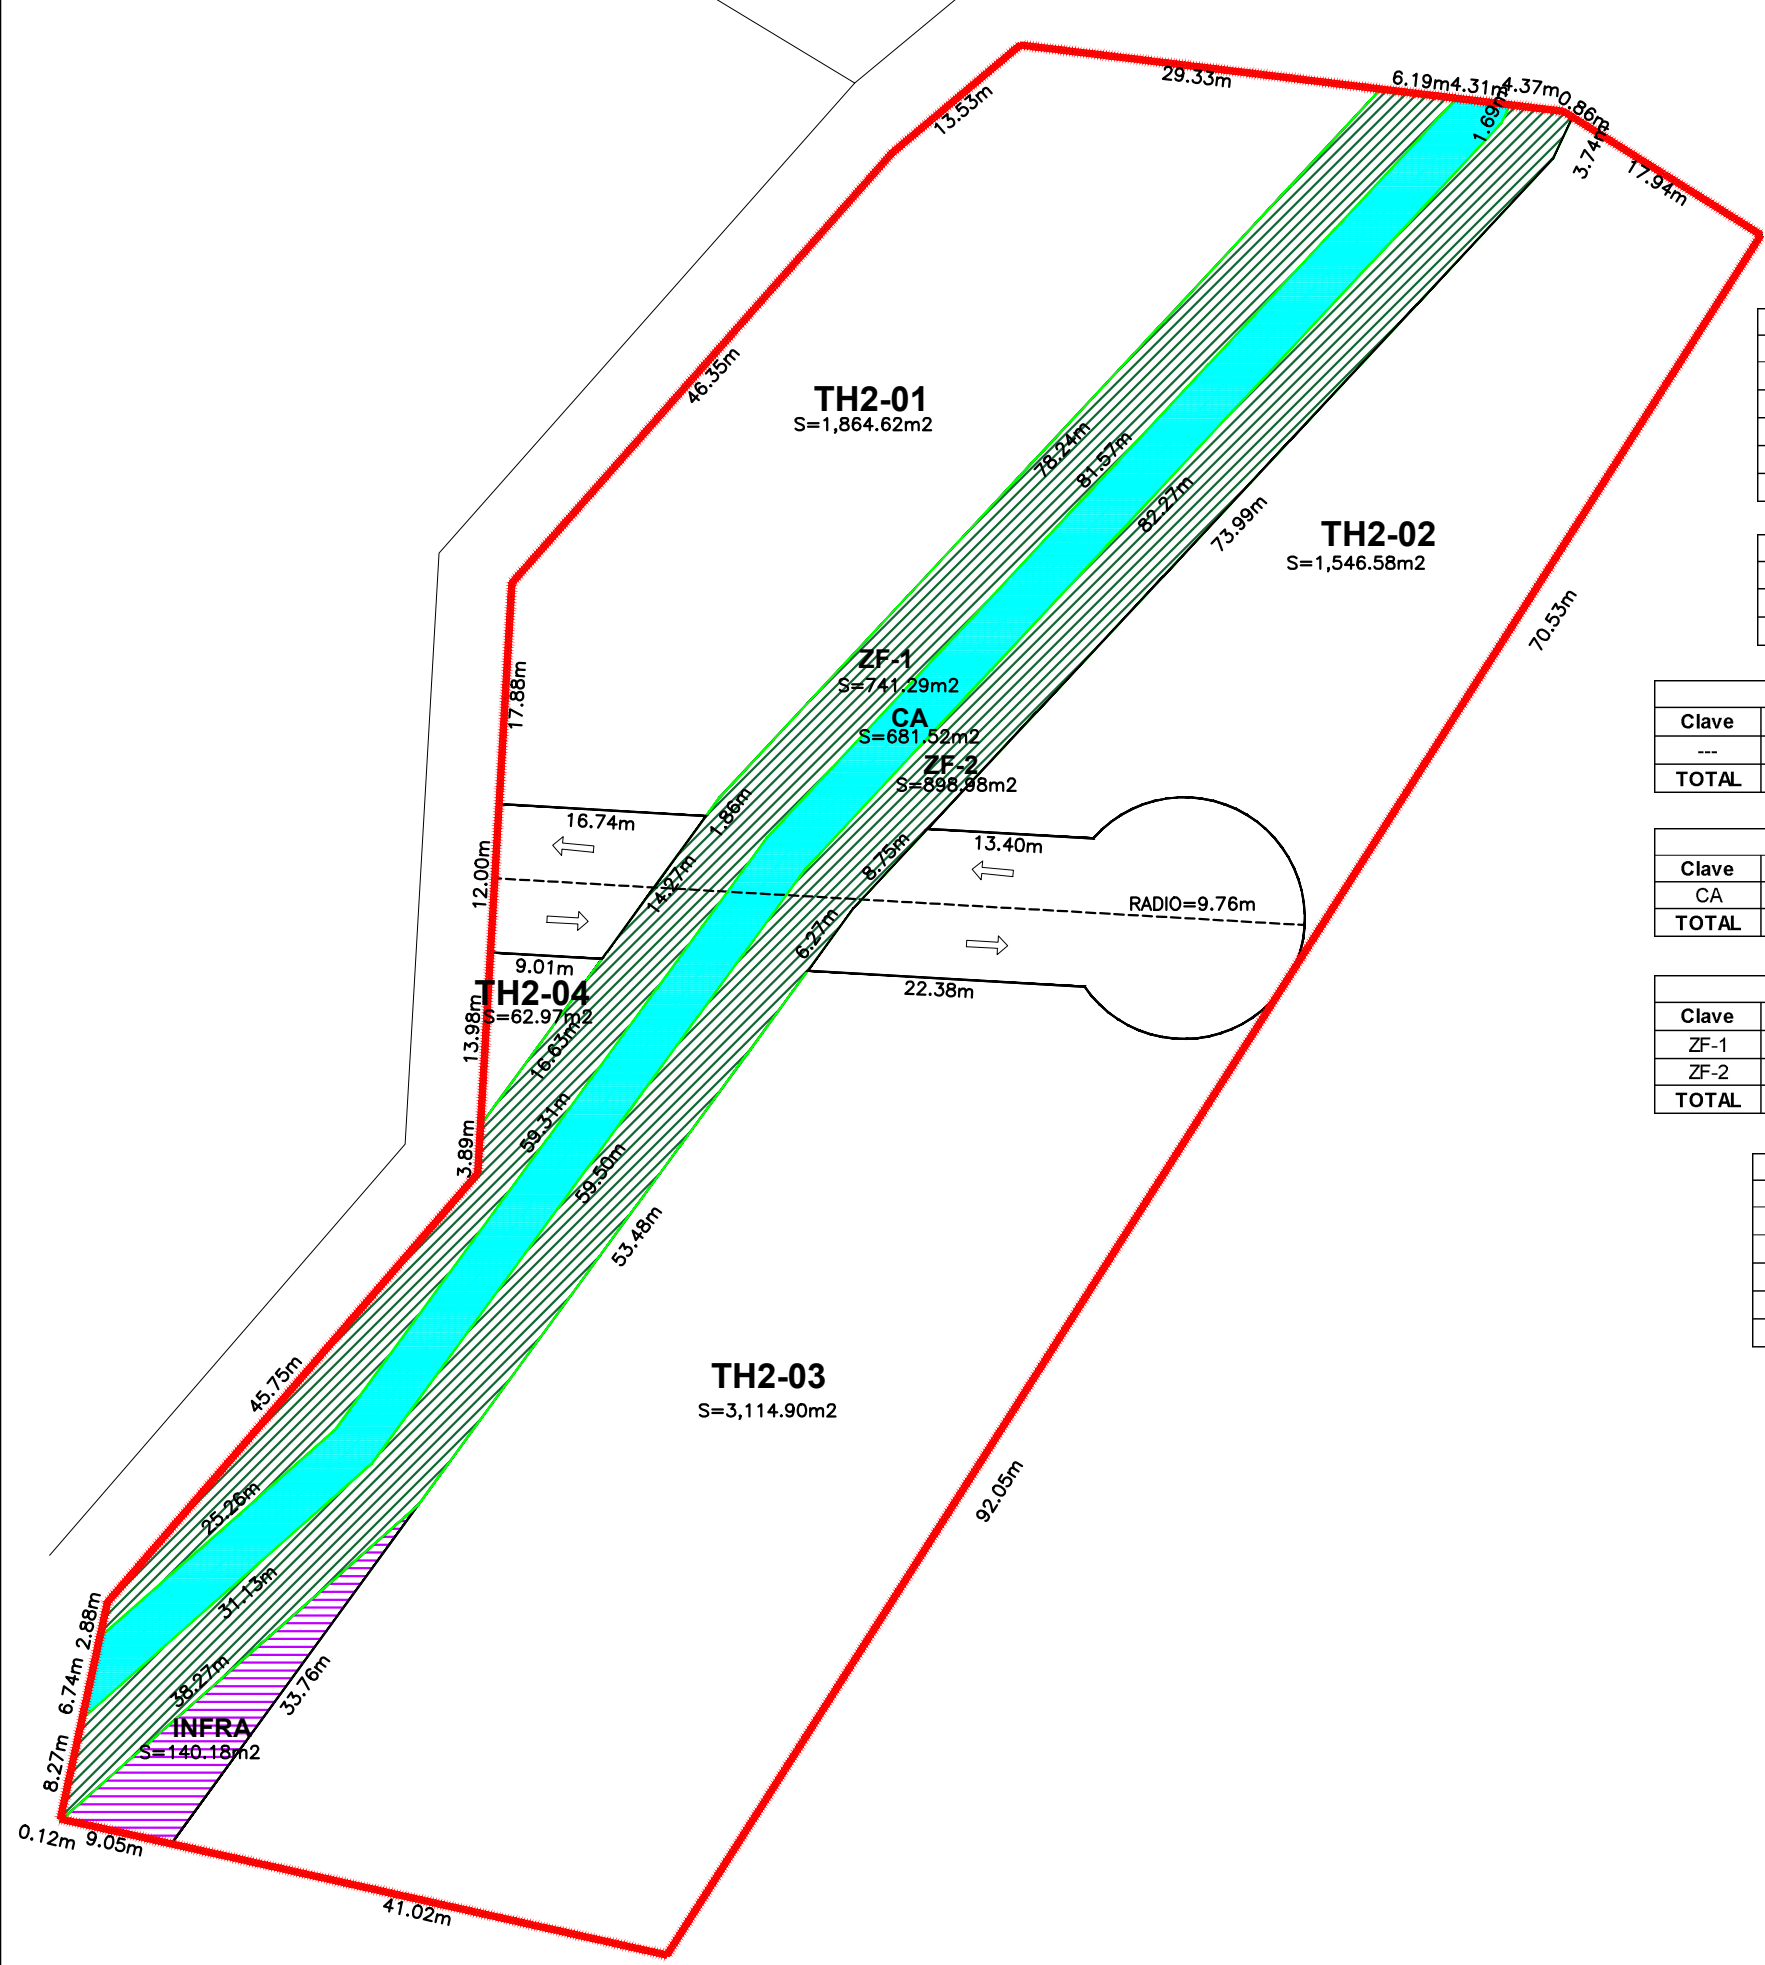 29.33m
6.19m
4.31m
4.37m
0.86m
1.69m
3.74m
17.94m
13.53m
46.35m
TH2-01
S=1,864.62m2
78.24m
81.57m
82.27m
73.99m
TH2-02
S=1,546.58m2
70.53m
17.88m
ZF-1
S=741.29m2
CA
S=681.52m2
ZF-2
S=898.98m2
Clave
---
TOTAL
16.74m
1.86m
13.40m
12.00m
14.27m
8.75m
RADIO=9.76m
6.27m
Clave
CA
TOTAL
9.01m
22.38m
TH2-04
S=62.97m2
13.98m
16.63m
Clave
ZF-1
ZF-2
TOTAL
3.89m
59.31m
59.50m
53.48m
45.75m
TH2-03
S=3,114.90m2
92.05m
25.26m
31.13m
2.88m
6.74m
38.27m
33.76m
INFRA
S=140.18m2
8.27m
0.12m
9.05m
41.02m